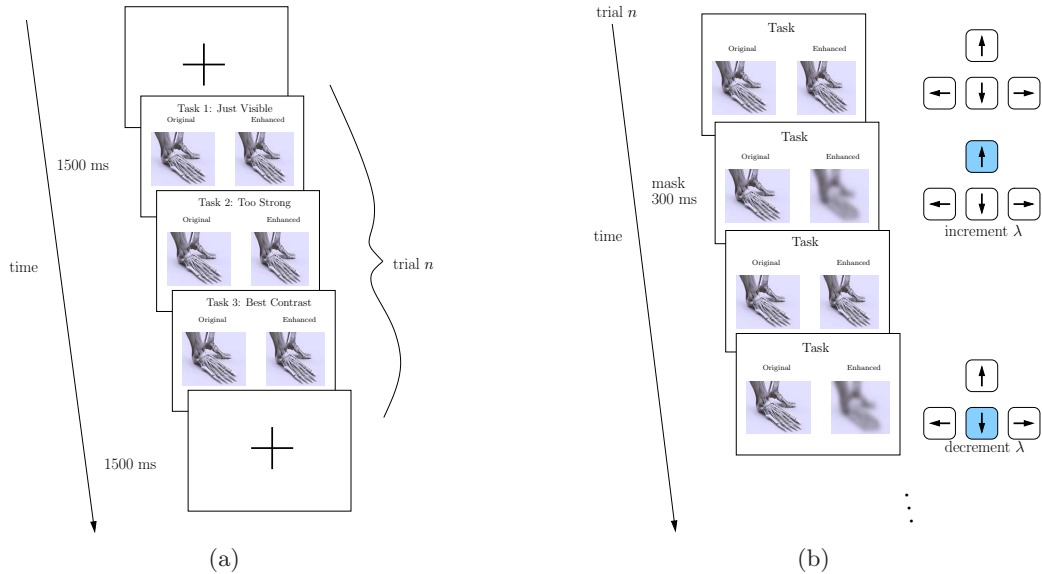 Task 1: Just Visible
Original Enhanced
1500 ms
Task 2: Too Strong
Original Enhanced
time
trial n
Task 3: Best Contrast
Original Enhanced
1500 ms
(a)
trial n
Task
Original Enhanced
Task
Original Enhanced
mask
300 ms
increment λ
time
Task
Original Enhanced
Task
Original Enhanced
decrement λ
(b)